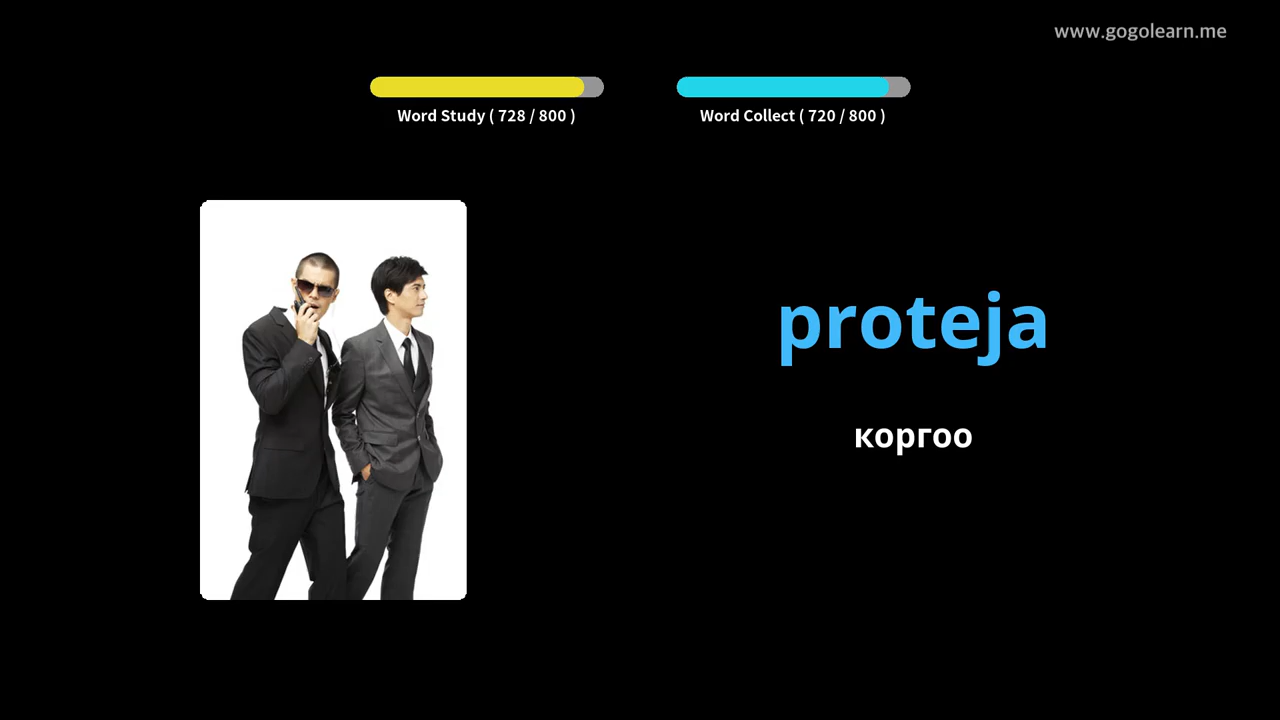 www.gogolearn.me
Word Study ( 728 / 800 )
Word Collect ( 720 / 800 )
proteja
коргоо